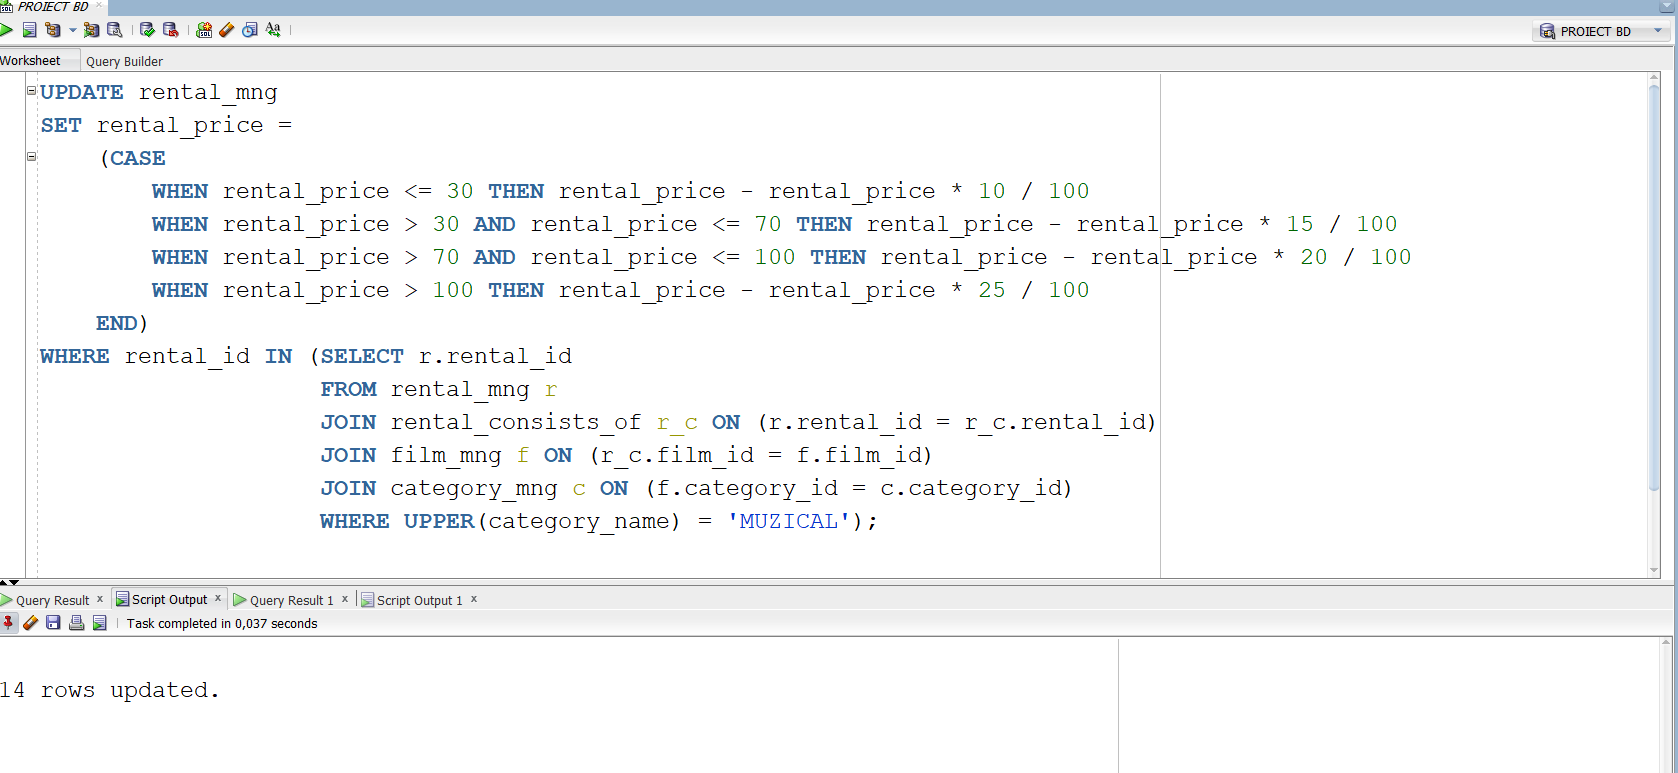 PROIECT BD
PROIECT BD
Worksheet Query Builder
UPDATE rental_mng
SET rental_price =
(CASE
WHEN rental_price <= 30 THEN rental_price - rental_price * 10 / 100
WHEN rental_price > 30 AND rental_price <= 70 THEN rental_price - rental_price * 15 / 100
WHEN rental_price > 70 AND rental_price <= 100 THEN rental_price - rental_price * 20 / 100
WHEN rental_price > 100 THEN rental_price - rental_price * 25 / 100
END)
WHERE rental_id IN (SELECT r.rental_id
FROM rental_mng r
JOIN rental_consists_of r_c ON (r.rental_id = r_c.rental_id)
JOIN film_mng f ON (r_c.film_id = f.film_id)
JOIN category_mng c ON (f.category_id = c.category_id)
WHERE UPPER(category_name) = 'MUZICAL');
Query Result x Script Output x Query Result 1 x Script Output 1 x
Task completed in 0,037 seconds
14 rows updated.